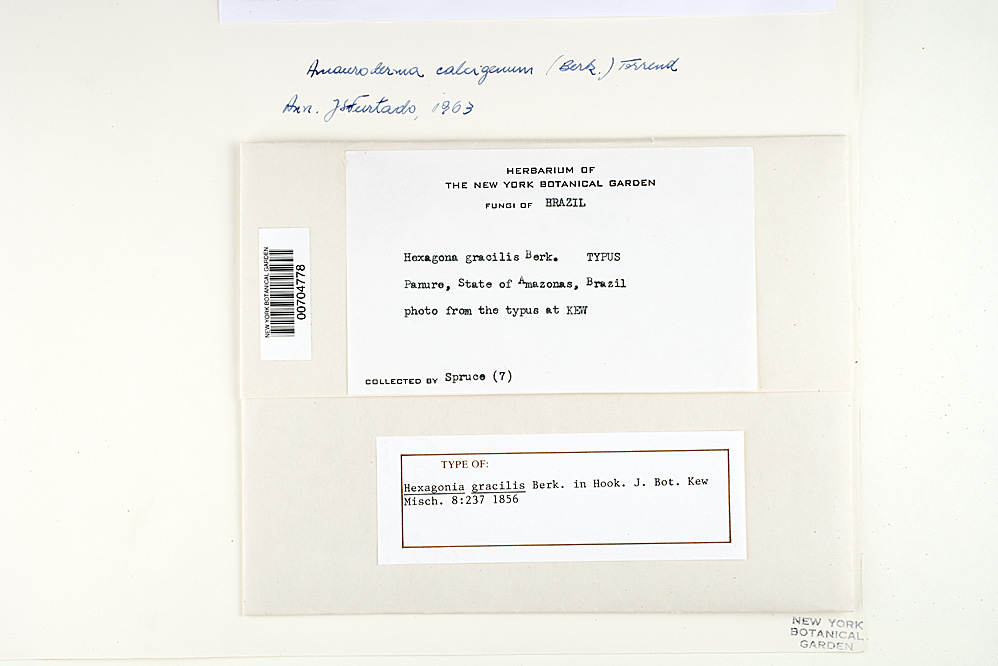 Amauroderma calcigenum (Berk.) Torrend
Ann. JSFurtado, 1963
HERBARIUM OF
THE NEW YORK BOTANICAL GARDEN
FUNGI OF BRAZIL
Hexagona gracilis Berk. TYPUS
Panure, State of Amazonas, Brazil
photo from the typus at KEW
COLLECTED BY Spruce (7)
NEW YORK BOTANICAL GARDEN
00704778
TYPE OF:
Hexagonia gracilis Berk. in Hook. J. Bot. Kew
Misch. 8:237 1856
NEW YORK
BOTANICAL
GARDEN